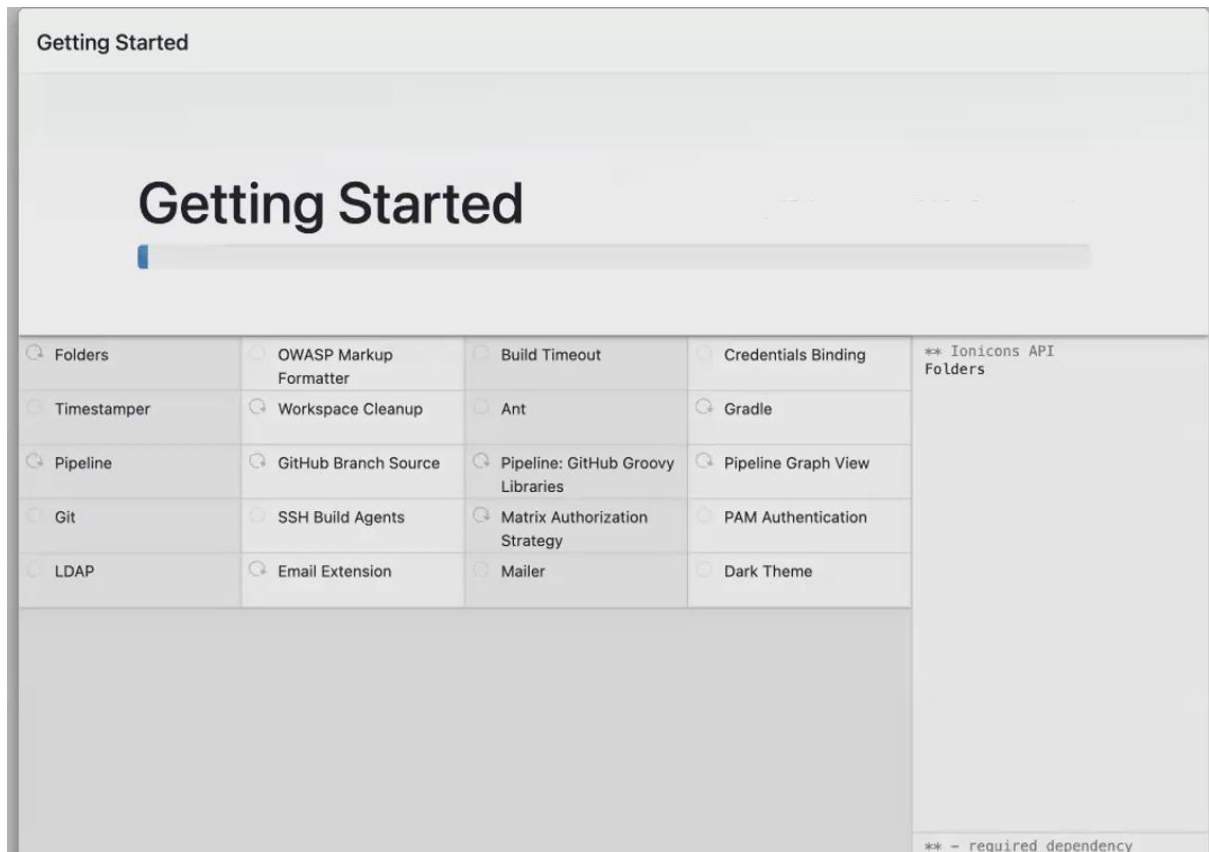 Getting Started
Getting Started
Folders
OWASP Markup
Formatter
Build Timeout
Credentials Binding
Timestamper
Workspace Cleanup
Ant
Gradle
Pipeline
GitHub Branch Source
Pipeline: GitHub Groovy
Libraries
Pipeline Graph View
Git
SSH Build Agents
Matrix Authorization
Strategy
PAM Authentication
LDAP
Email Extension
Mailer
Dark Theme
** Ionicons API
Folders
** - required dependency